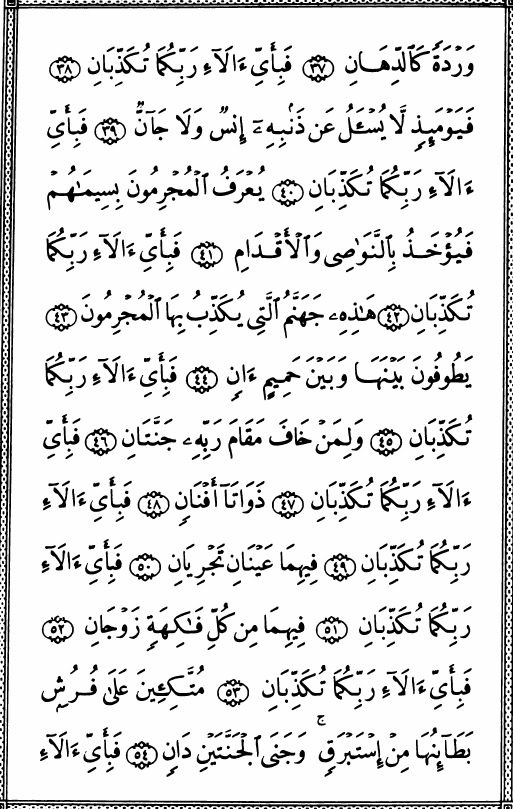 وَرْدَةً كَالدِّهَانِ ٣٧ فَبِأَيِّ ءَالَآءِ رَبِّكُمَا تُكَذِّبَانِ ٣٨
فَيَوْمَئِذٍ لَّا يُسْـَٔلُ عَن ذَنۢبِهِۦٓ إِنسٌ وَلَا جَآنٌّ ٣٩ فَبِأَيِّ
ءَالَآءِ رَبِّكُمَا تُكَذِّبَانِ ٤٠ يُعْرَفُ ٱلْمُجْرِمُونَ بِسِيمَـٰهُمْ
فَيُؤْخَذُ بِٱلنَّوَٰصِى وَٱلْأَقْدَامِ ٤١ فَبِأَيِّ ءَالَآءِ رَبِّكُمَا
تُكَذِّبَانِ ٤٢ هَـٰذِهِۦ جَهَنَّمُ ٱلَّتِى يُكَذِّبُ بِهَا ٱلْمُجْرِمُونَ ٤٣
يَطُوفُونَ بَيْنَهَا وَبَيْنَ حَمِيمٍ ءَانٍ ٤٤ فَبِأَيِّ ءَالَآءِ رَبِّكُمَا
تُكَذِّبَانِ ٤٥ وَلِمَنْ خَافَ مَقَامَ رَبِّهِۦ جَنَّتَانِ ٤٦ فَبِأَيِّ
ءَالَآءِ رَبِّكُمَا تُكَذِّبَانِ ٤٧ ذَوَاتَآ أَفْنَانٍ ٤٨ فَبِأَيِّ ءَالَآءِ
رَبِّكُمَا تُكَذِّبَانِ ٤٩ فِيهِمَا عَيْنَانِ تَجْرِيَانِ ٥٠ فَبِأَيِّ ءَالَآءِ
رَبِّكُمَا تُكَذِّبَانِ ٥١ فِيهِمَا مِن كُلِّ فَـٰكِهَةٍ زَوْجَانِ ٥٢
فَبِأَيِّ ءَالَآءِ رَبِّكُمَا تُكَذِّبَانِ ٥٣ مُتَّكِـِٔينَ عَلَىٰ فُرُشٍۭ
بَطَآئِنُهَا مِنْ إِسْتَبْرَقٍ ۚ وَجَنَى ٱلْجَنَّتَيْنِ دَانٍ ٥٤ فَبِأَيِّ ءَالَآءِ